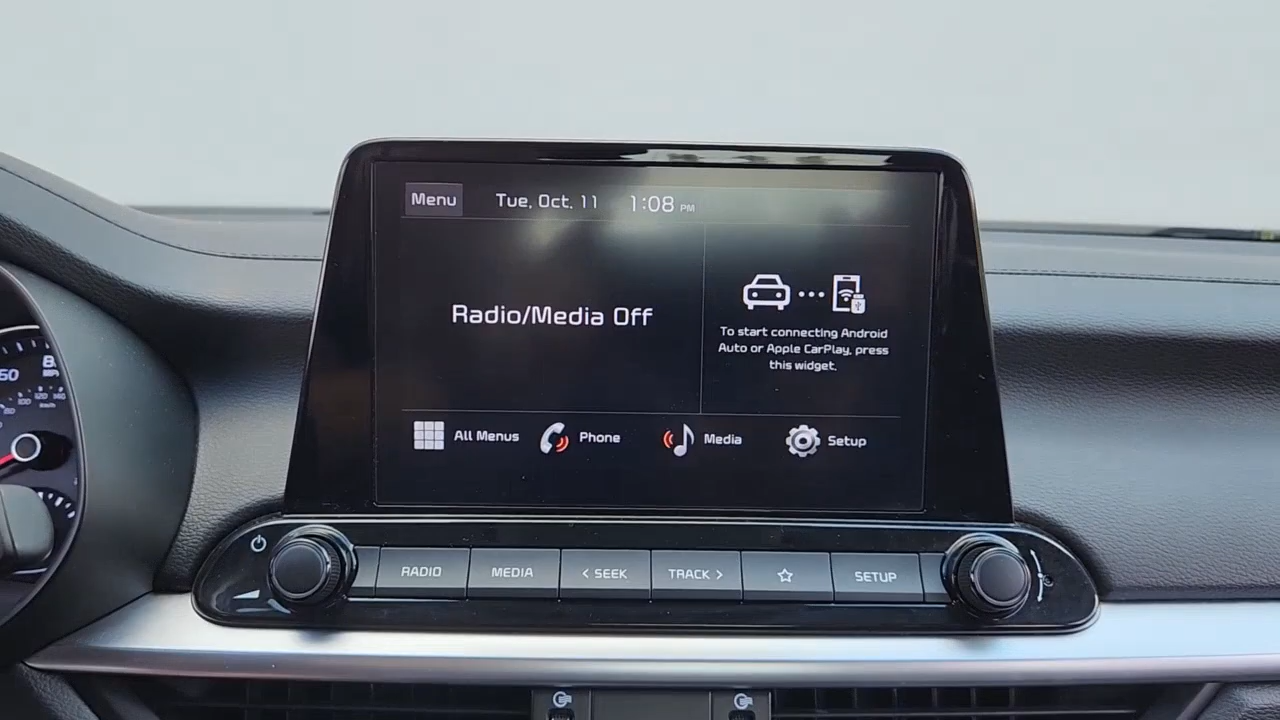 Menu Tue, Oct. 11 1:08 PM
Radio/Media Off
To start connecting Android
Auto or Apple CarPlay, press
this widget.
All Menus Phone Media Setup
RADIO MEDIA < SEEK TRACK > SETUP